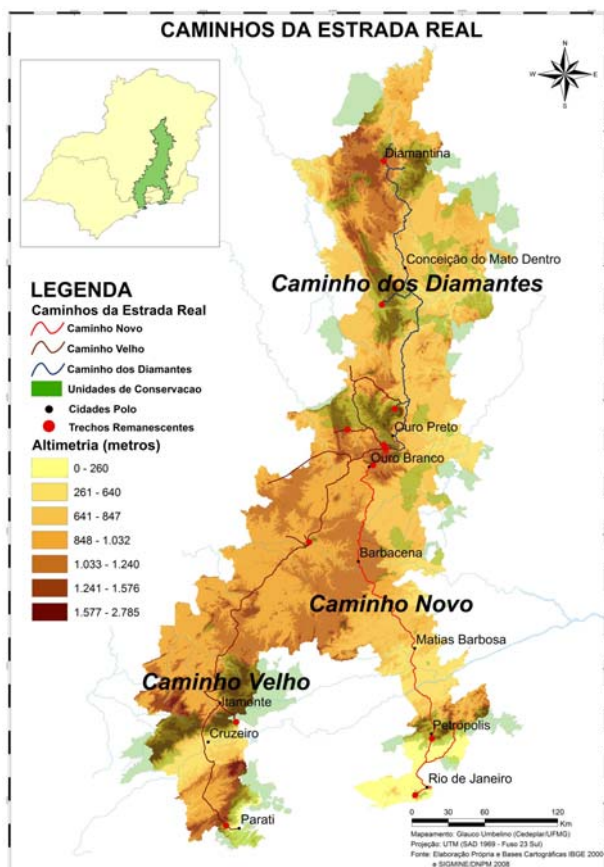 CAMINHOS DA ESTRADA REAL
N
W
E
S
Diamantina
Conceição do Mato Dentro
Caminho dos Diamantes
LEGENDA
Caminhos da Estrada Real
Caminho Novo
Caminho Velho
Caminho dos Diamantes
Unidades de Conservacao
Cidades Polo
Trechos Remanescentes
Altimetria (metros)
0 - 260
261 - 640
641 - 847
848 - 1.032
1.033 - 1.240
1.241 - 1.576
1.577 - 2.785
Ouro Preto
Ouro Branco
Barbacena
Caminho Novo
Matias Barbosa
Caminho Velho
Itamonte
Cruzeiro
Petrópolis
Rio de Janeiro
Parati
0 10 30 60 120
Km
Mapeamento: Glauco Umbelino (Cedeplar/UFMG)
Projeção: UTM (SAD 1969 - Fuso 23 Sul)
Fonte: Elaboração Própria e Bases Cartográficas IBGE 2000
e SIGMINE/DNPM 2008